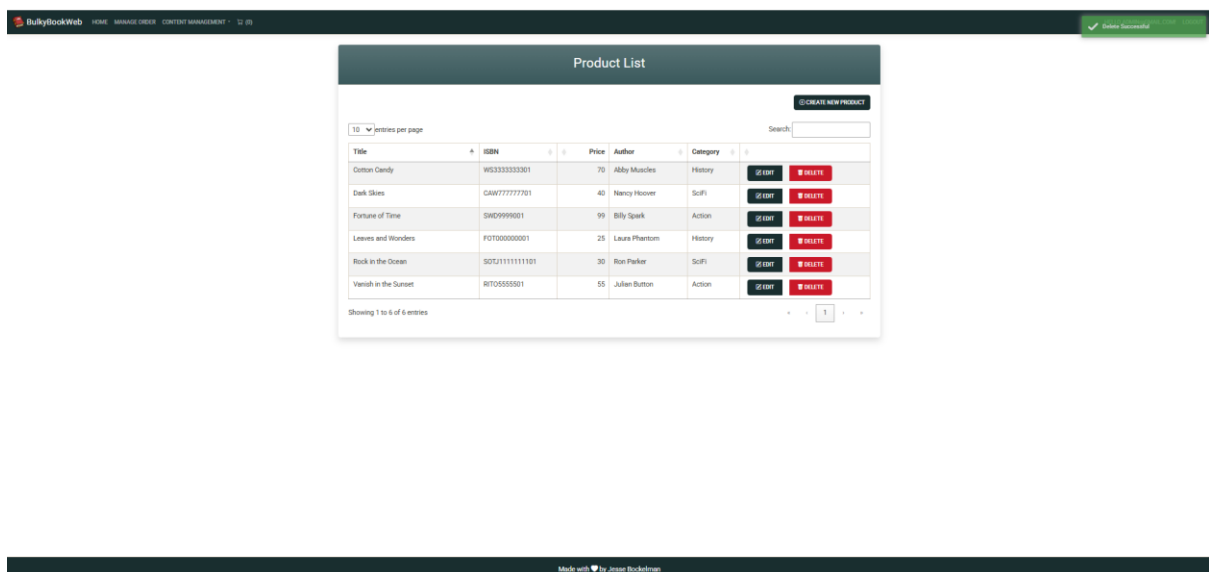 BulkyBookWeb HOME MANAGE ORDER CONTENT MANAGEMENT (0)
Delete Successful
Product List
CREATE NEW PRODUCT
10 entries per page Search:
Title ISBN Price Author Category
Cotton Candy WS3333333301 70 Abby Muscles History EDIT DELETE
Dark Skies CAW777777701 40 Nancy Hoover SciFi EDIT DELETE
Fortune of Time SWD9999001 99 Billy Spark Action EDIT DELETE
Leaves and Wonders FOT000000001 25 Laura Phantom History EDIT DELETE
Rock in the Ocean SOTJ1111111101 30 Ron Parker SciFi EDIT DELETE
Vanish in the Sunset RITO5555501 55 Julian Button Action EDIT DELETE
Showing 1 to 6 of 6 entries « ‹ 1 › »
Made with by Jesse Bockelman